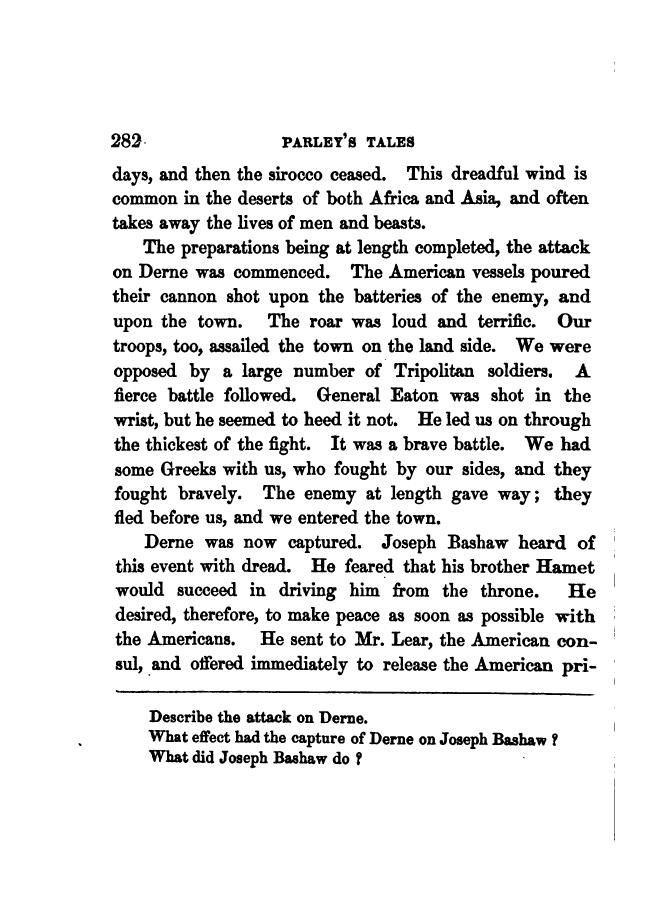 282 PARLEY'S TALES
days, and then the sirocco ceased. This dreadful wind is
common in the deserts of both Africa and Asia, and often
takes away the lives of men and beasts.
The preparations being at length completed, the attack
on Derne was commenced. The American vessels poured
their cannon shot upon the batteries of the enemy, and
upon the town. The roar was loud and terrific. Our
troops, too, assailed the town on the land side. We were
opposed by a large number of Tripolitan soldiers. A
fierce battle followed. General Eaton was shot in the
wrist, but he seemed to heed it not. He led us on through
the thickest of the fight. It was a brave battle. We had
some Greeks with us, who fought by our sides, and they
fought bravely. The enemy at length gave way; they
fled before us, and we entered the town.
Derne was now captured. Joseph Bashaw heard of
this event with dread. He feared that his brother Hamet
would succeed in driving him from the throne. He
desired, therefore, to make peace as soon as possible with
the Americans. He sent to Mr. Lear, the American con-
sul, and offered immediately to release the American pri-
Describe the attack on Derne.
What effect had the capture of Derne on Joseph Bashaw?
What did Joseph Bashaw do?